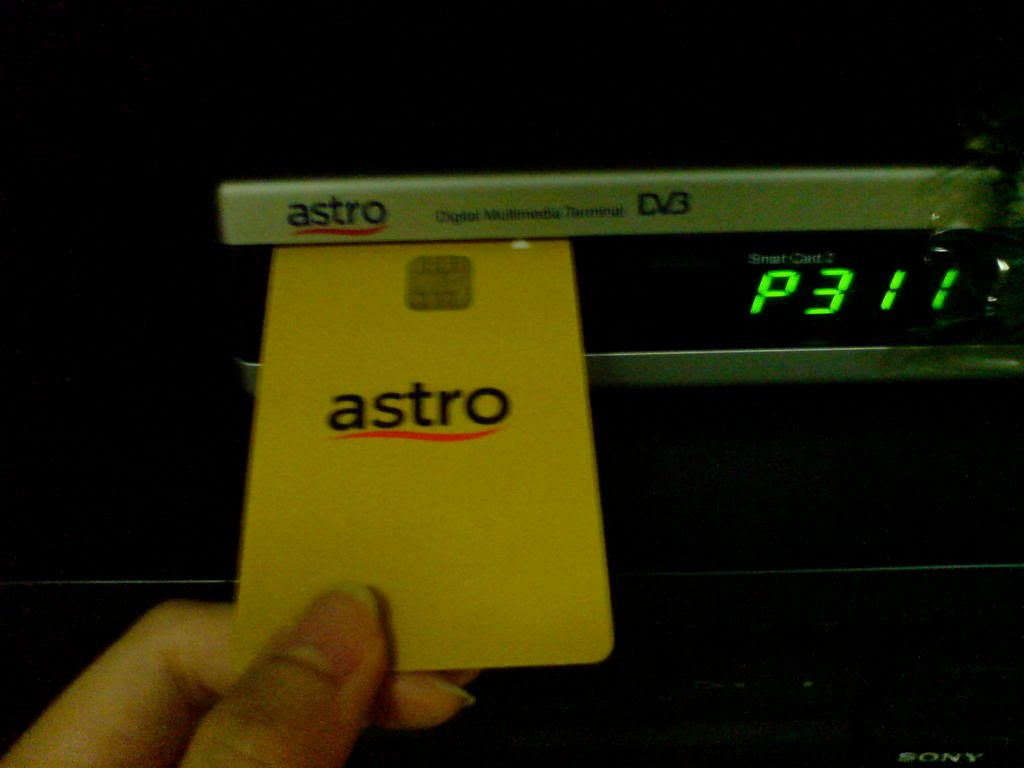 astro Digital Multimedia Terminal DVB
Smart Card 2
P311
astro
SONY